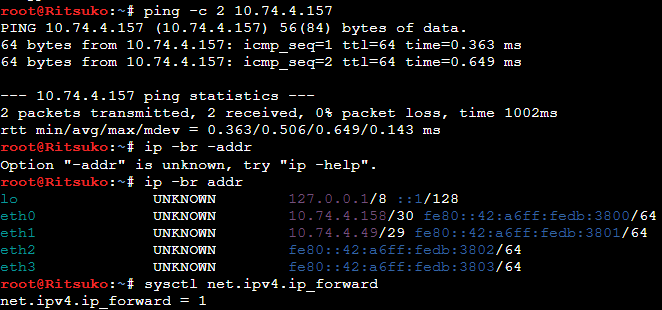 root@Ritsuko:~# ping -c 2 10.74.4.157
PING 10.74.4.157 (10.74.4.157) 56(84) bytes of data.
64 bytes from 10.74.4.157: icmp_seq=1 ttl=64 time=0.363 ms
64 bytes from 10.74.4.157: icmp_seq=2 ttl=64 time=0.649 ms

--- 10.74.4.157 ping statistics ---
2 packets transmitted, 2 received, 0% packet loss, time 1002ms
rtt min/avg/max/mdev = 0.363/0.506/0.649/0.143 ms
root@Ritsuko:~# ip -br -addr
Option "-addr" is unknown, try "ip -help".
root@Ritsuko:~# ip -br addr
lo UNKNOWN 127.0.0.1/8 ::1/128
eth0 UNKNOWN 10.74.4.158/30 fe80::42:a6ff:fedb:3800/64
eth1 UNKNOWN 10.74.4.49/29 fe80::42:a6ff:fedb:3801/64
eth2 UNKNOWN fe80::42:a6ff:fedb:3802/64
eth3 UNKNOWN fe80::42:a6ff:fedb:3803/64
root@Ritsuko:~# sysctl net.ipv4.ip_forward
net.ipv4.ip_forward = 1